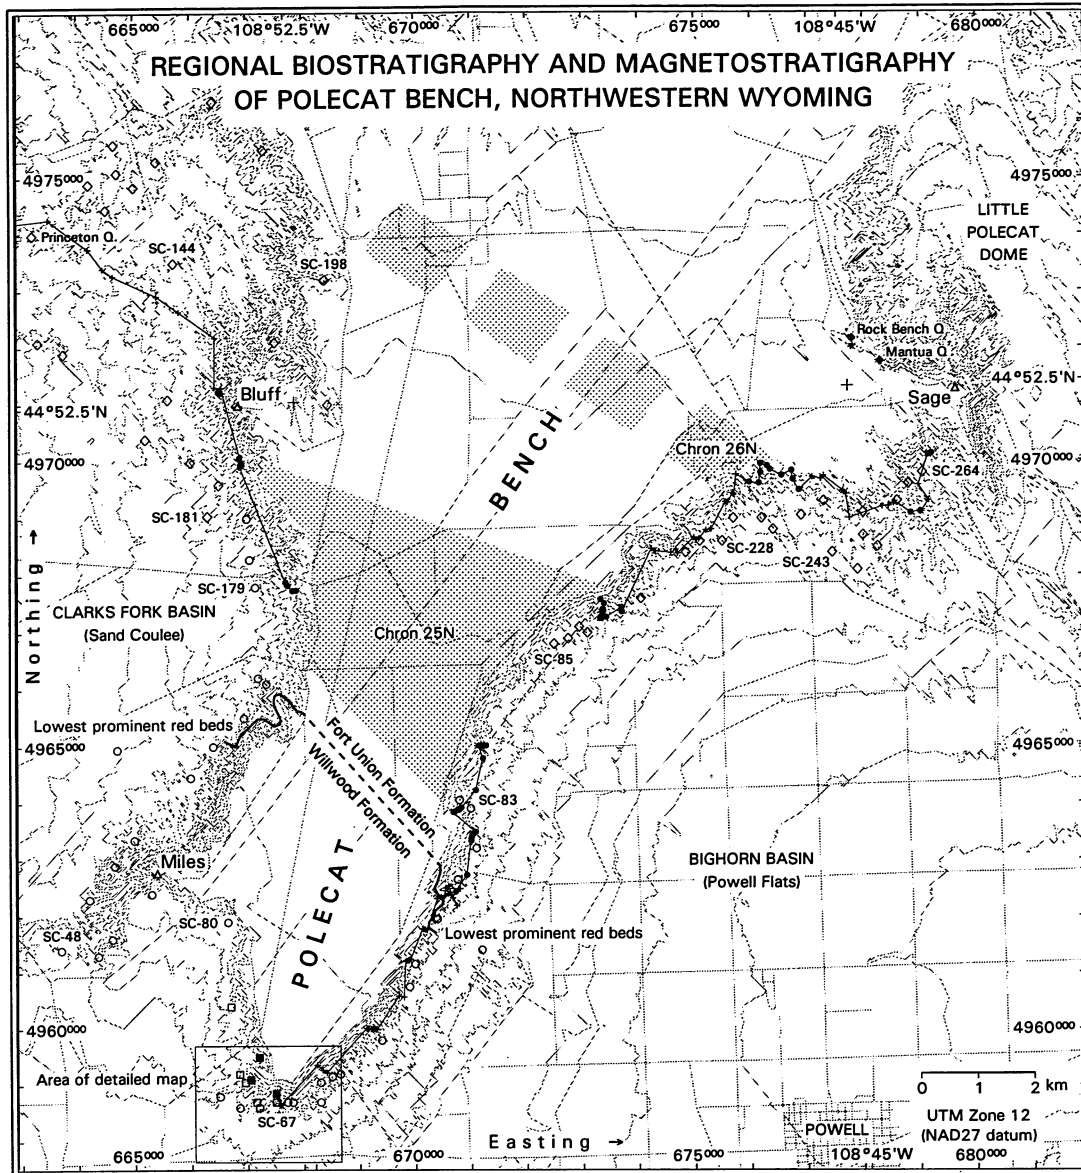 665000 108°52.5'W 670000 675000 108°45'W 680000
REGIONAL BIOSTRATIGRAPHY AND MAGNETOSTRATIGRAPHY
OF POLECAT BENCH, NORTHWESTERN WYOMING
4975000
4975000
LITTLE
POLECAT
DOME
Princeton Q.
SC-144
SC-198
Rock Bench Q.
Mantua Q.
Bluff
44°52.5'N
44°52.5'N
Sage
BENCH
Chron 26N
4970000
4970000
SC-264
SC-181
SC-228
SC-243
SC-179
Northing →
CLARKS FORK BASIN
(Sand Coulee)
Chron 25N
SC-85
Lowest prominent red beds
Fort Union Formation
Willwood Formation
4965000
4965000
SC-83
POLECAT
Miles
BIGHORN BASIN
(Powell Flats)
SC-80
SC-48
Lowest prominent red beds
4960000
4960000
Area of detailed map
SC-67
0 1 2 km
UTM Zone 12
(NAD27 datum)
POWELL
Easting →
665000 670000 675000 108°45'W 680000